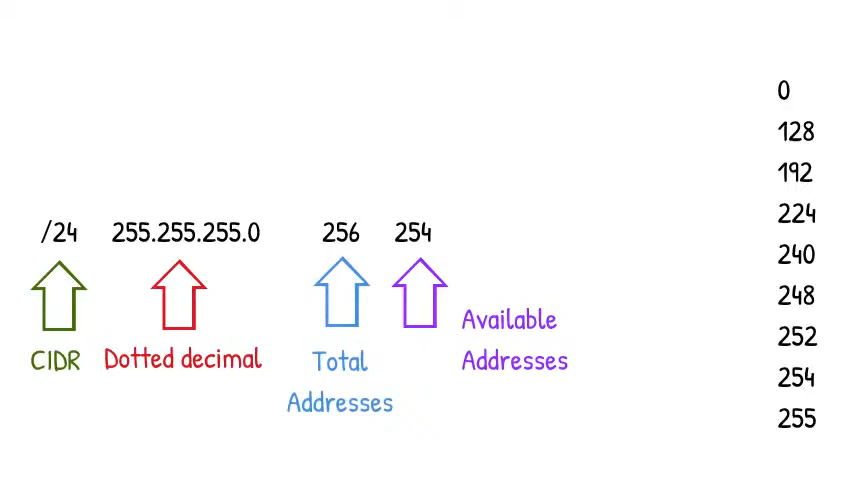 /24 255.255.255.0 256 254
CIDR
Dotted decimal
Total
Addresses
Available
Addresses
0
128
192
224
240
248
252
254
255